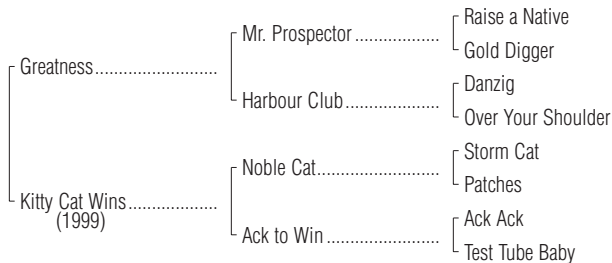 Raise a Native
Mr. Prospector ...................
Gold Digger
Greatness...........................
Danzig
Harbour Club.....................
Over Your Shoulder
Storm Cat
Noble Cat...........................
Patches
Kitty Cat Wins....................
(1999)
Ack Ack
Ack to Win .........................
Test Tube Baby